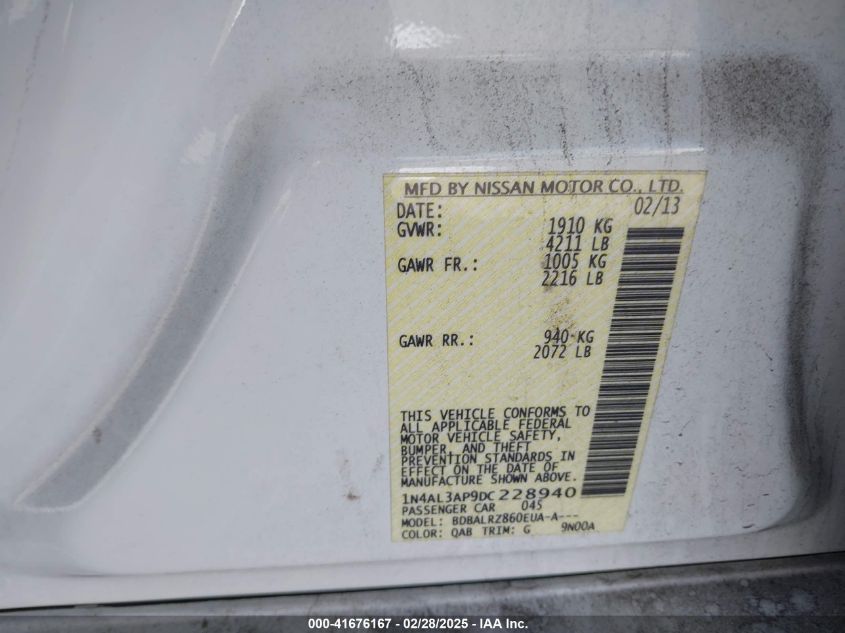 MFD BY NISSAN MOTOR CO., LTD.
DATE: 02/13
GVWR: 1910 KG
4211 LB
GAWR FR.: 1005 KG
2216 LB
GAWR RR.: 940 KG
2072 LB
THIS VEHICLE CONFORMS TO
ALL APPLICABLE FEDERAL
MOTOR VEHICLE SAFETY,
BUMPER, AND THEFT
PREVENTION STANDARDS IN
EFFECT ON THE DATE OF
MANUFACTURE SHOWN ABOVE.
1N4AL3AP9DC228940
PASSENGER CAR 045
MODEL: BDBALRZ860EUA-A---
COLOR: QAB TRIM: G 9N00A
000-41676167 | 02/28/2025 - IAA Inc.